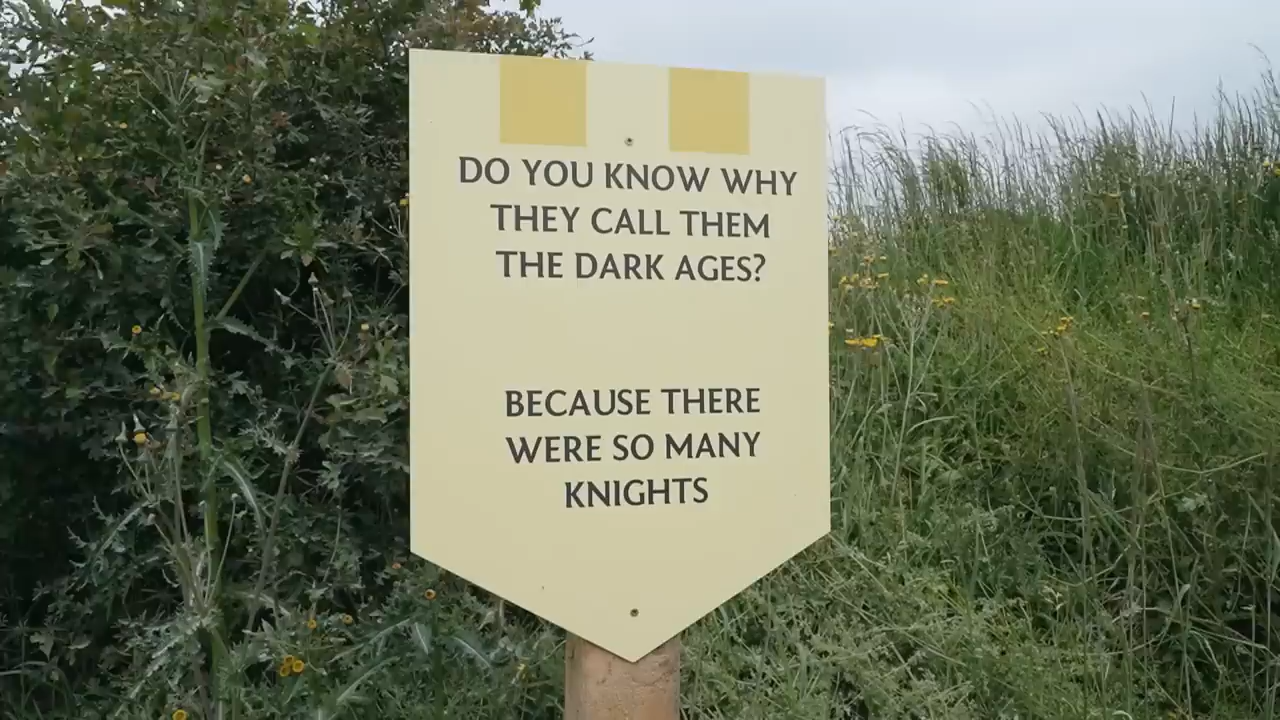 DO YOU KNOW WHY
THEY CALL THEM
THE DARK AGES?
BECAUSE THERE
WERE SO MANY
KNIGHTS